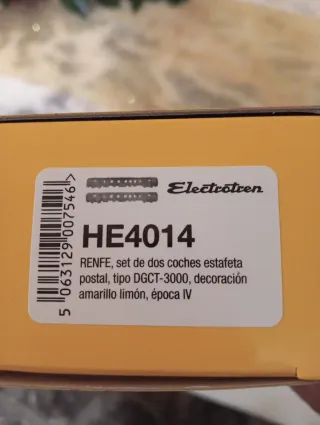 Electrotren
HE4014
RENFE, set de dos coches estafeta
postal, tipo DGCT-3000, decoración
amarillo limón, época IV
5 063129 007546 >